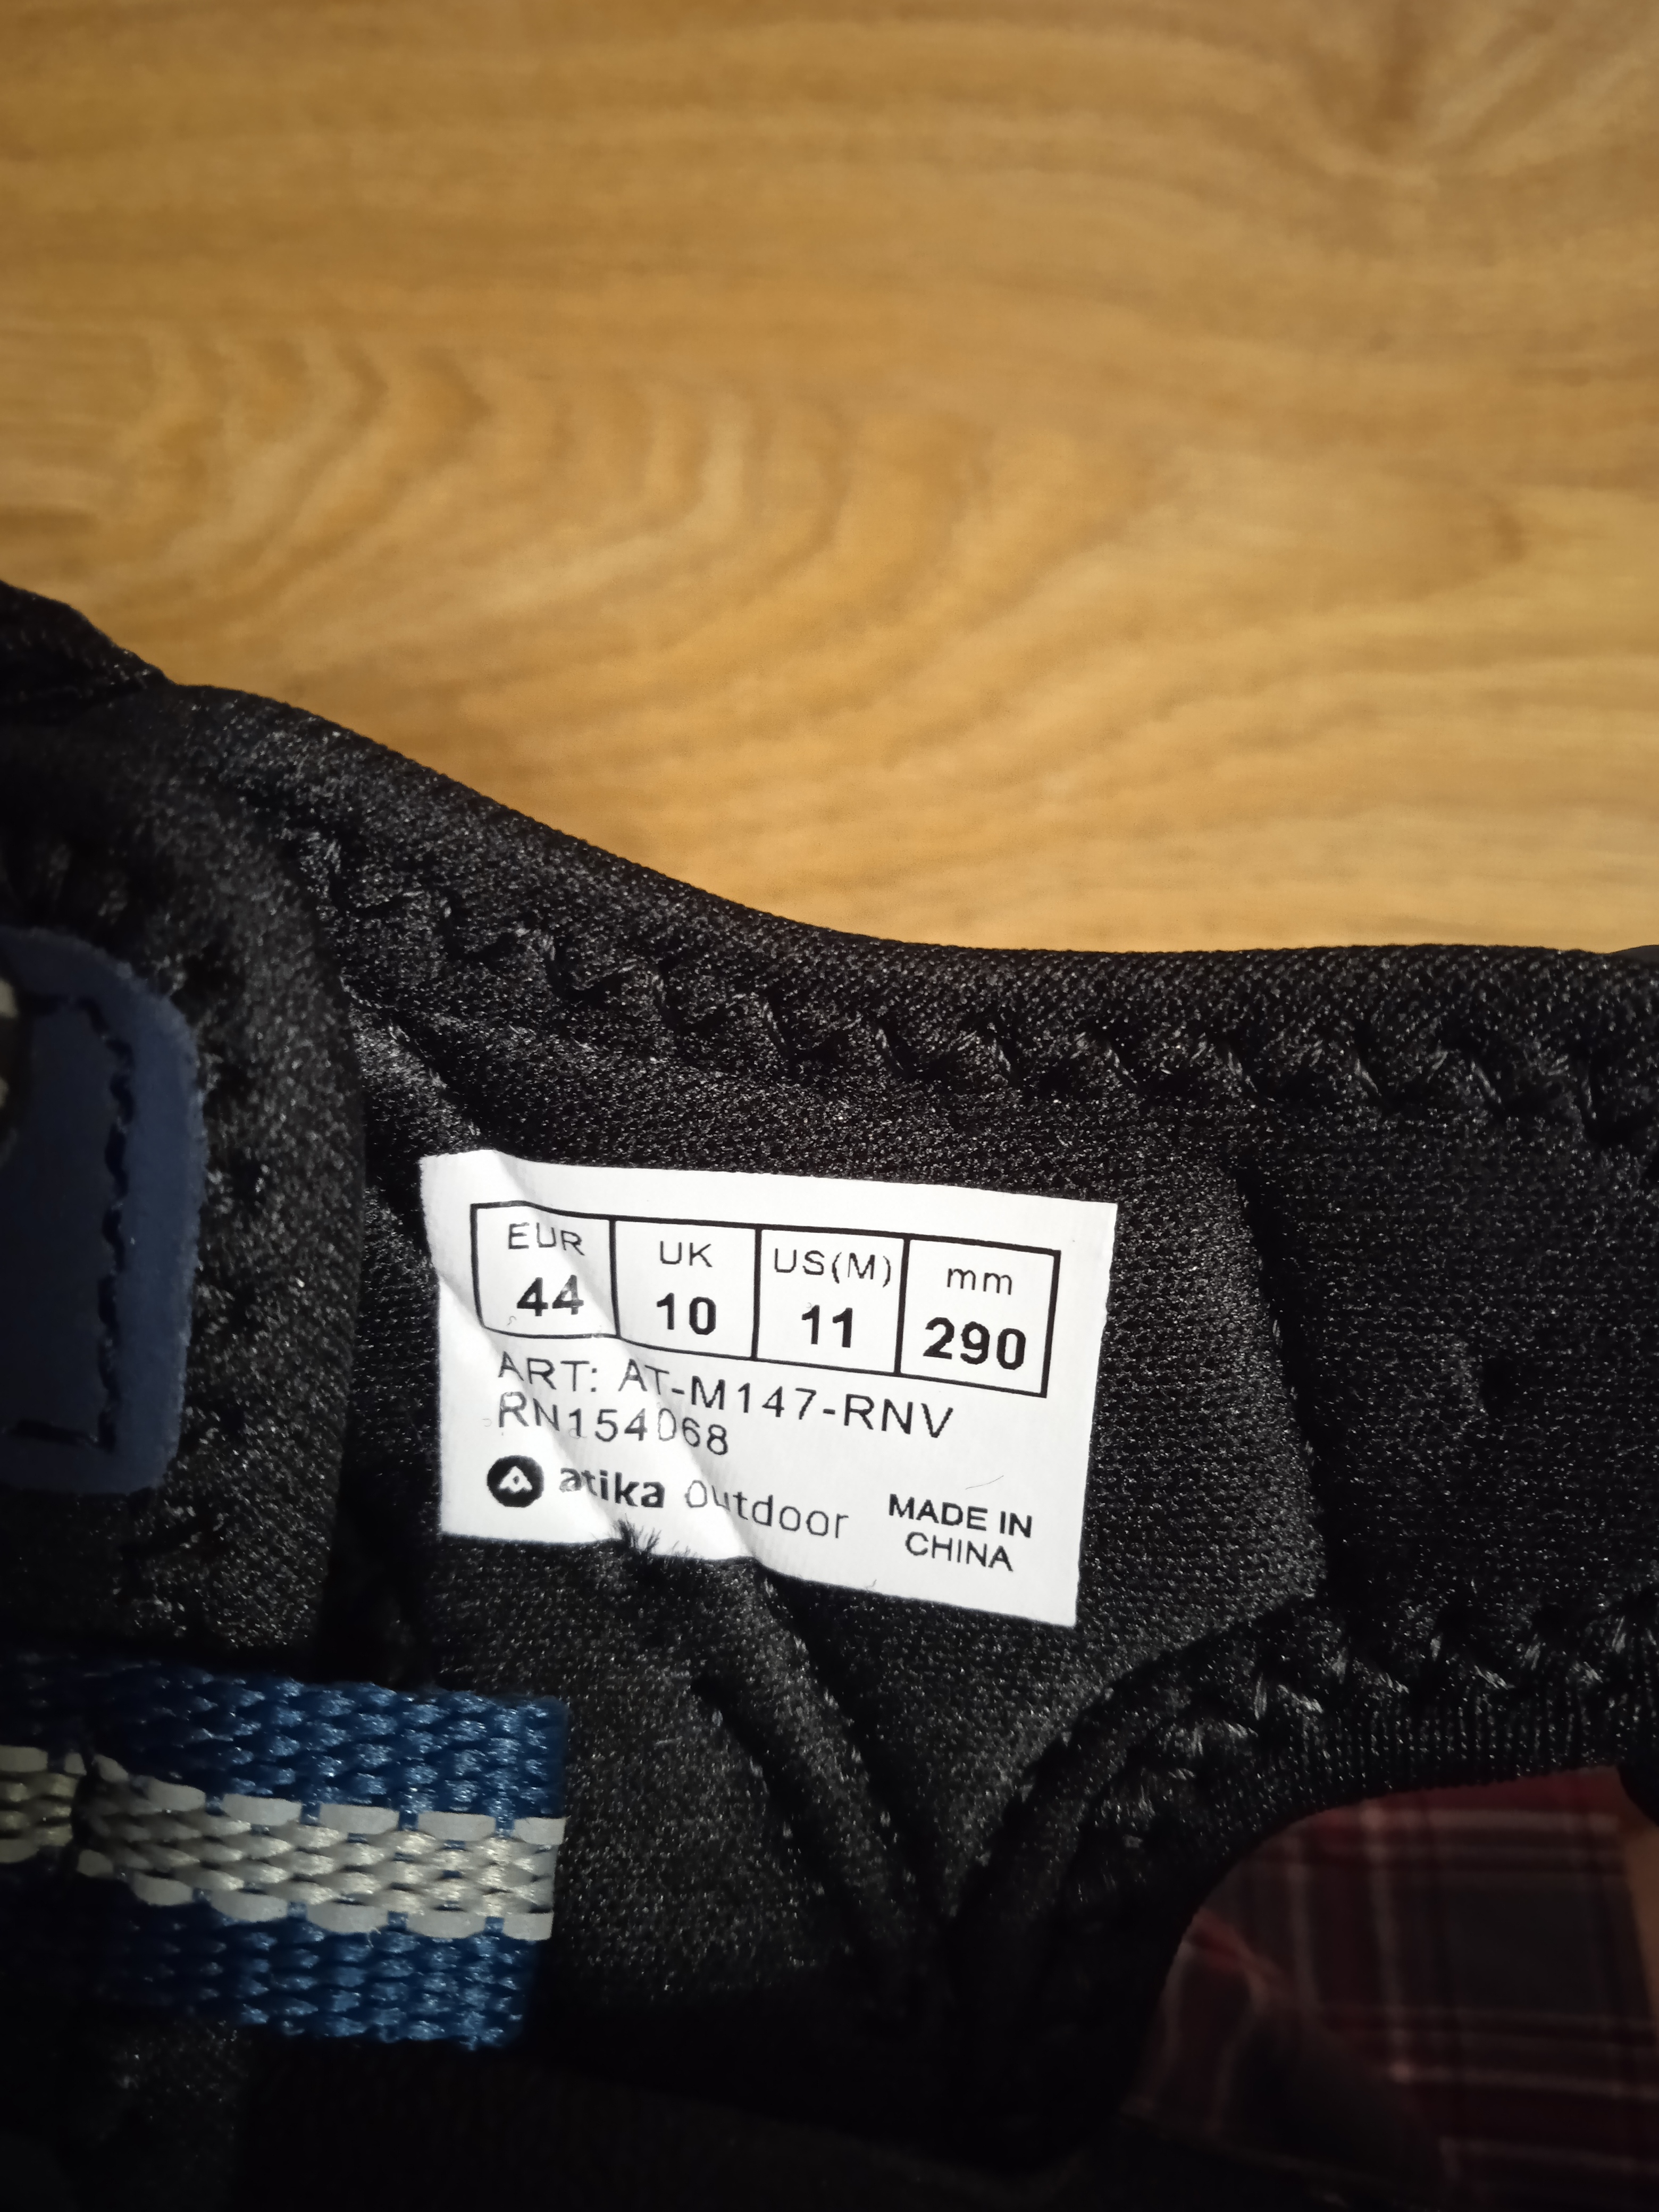 EUR UK US(M) mm
44 10 11 290
ART: AT-M147-RNV
RN154068
atika Outdoor
MADE IN
CHINA